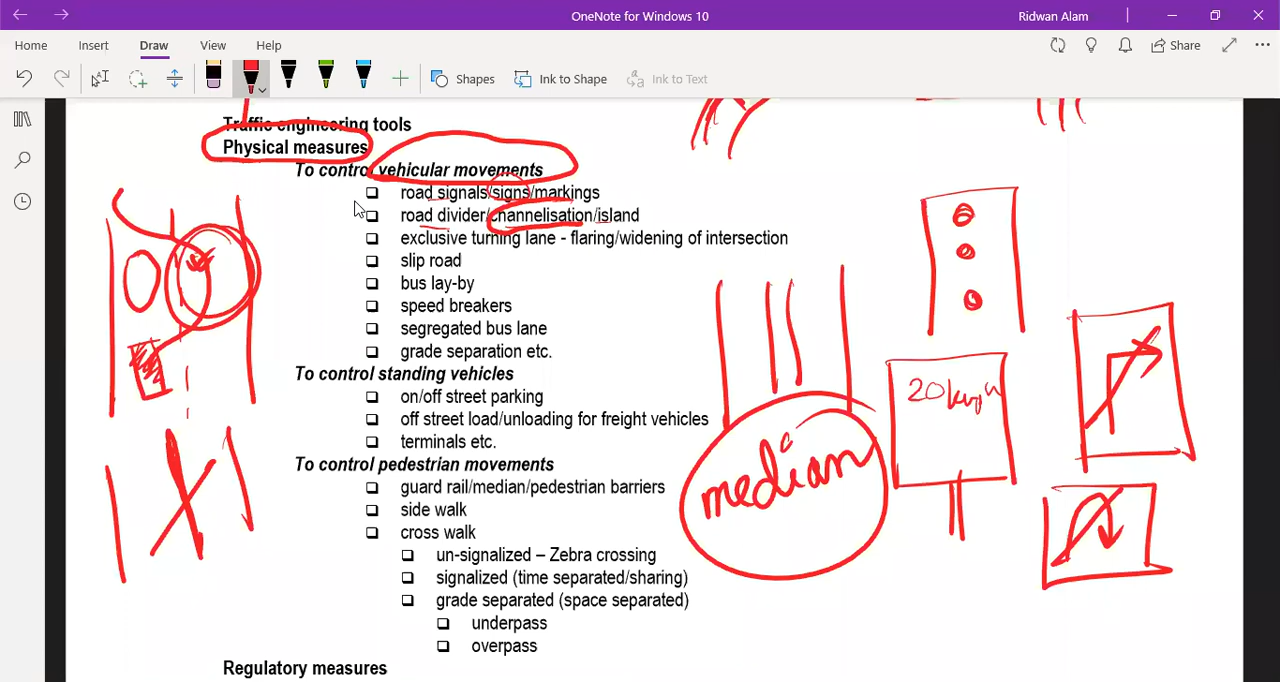 OneNote for Windows 10
Ridwan Alam
Home Insert Draw View Help
Share
Shapes Ink to Shape Ink to Text
Traffic engineering tools
Physical measures
To control vehicular movements
road signals/signs/markings
road divider/channelisation/island
exclusive turning lane - flaring/widening of intersection
slip road
bus lay-by
speed breakers
segregated bus lane
grade separation etc.
To control standing vehicles
on/off street parking
off street load/unloading for freight vehicles
terminals etc.
To control pedestrian movements
guard rail/median/pedestrian barriers
side walk
cross walk
un-signalized – Zebra crossing
signalized (time separated/sharing)
grade separated (space separated)
underpass
overpass
Regulatory measures
median
20